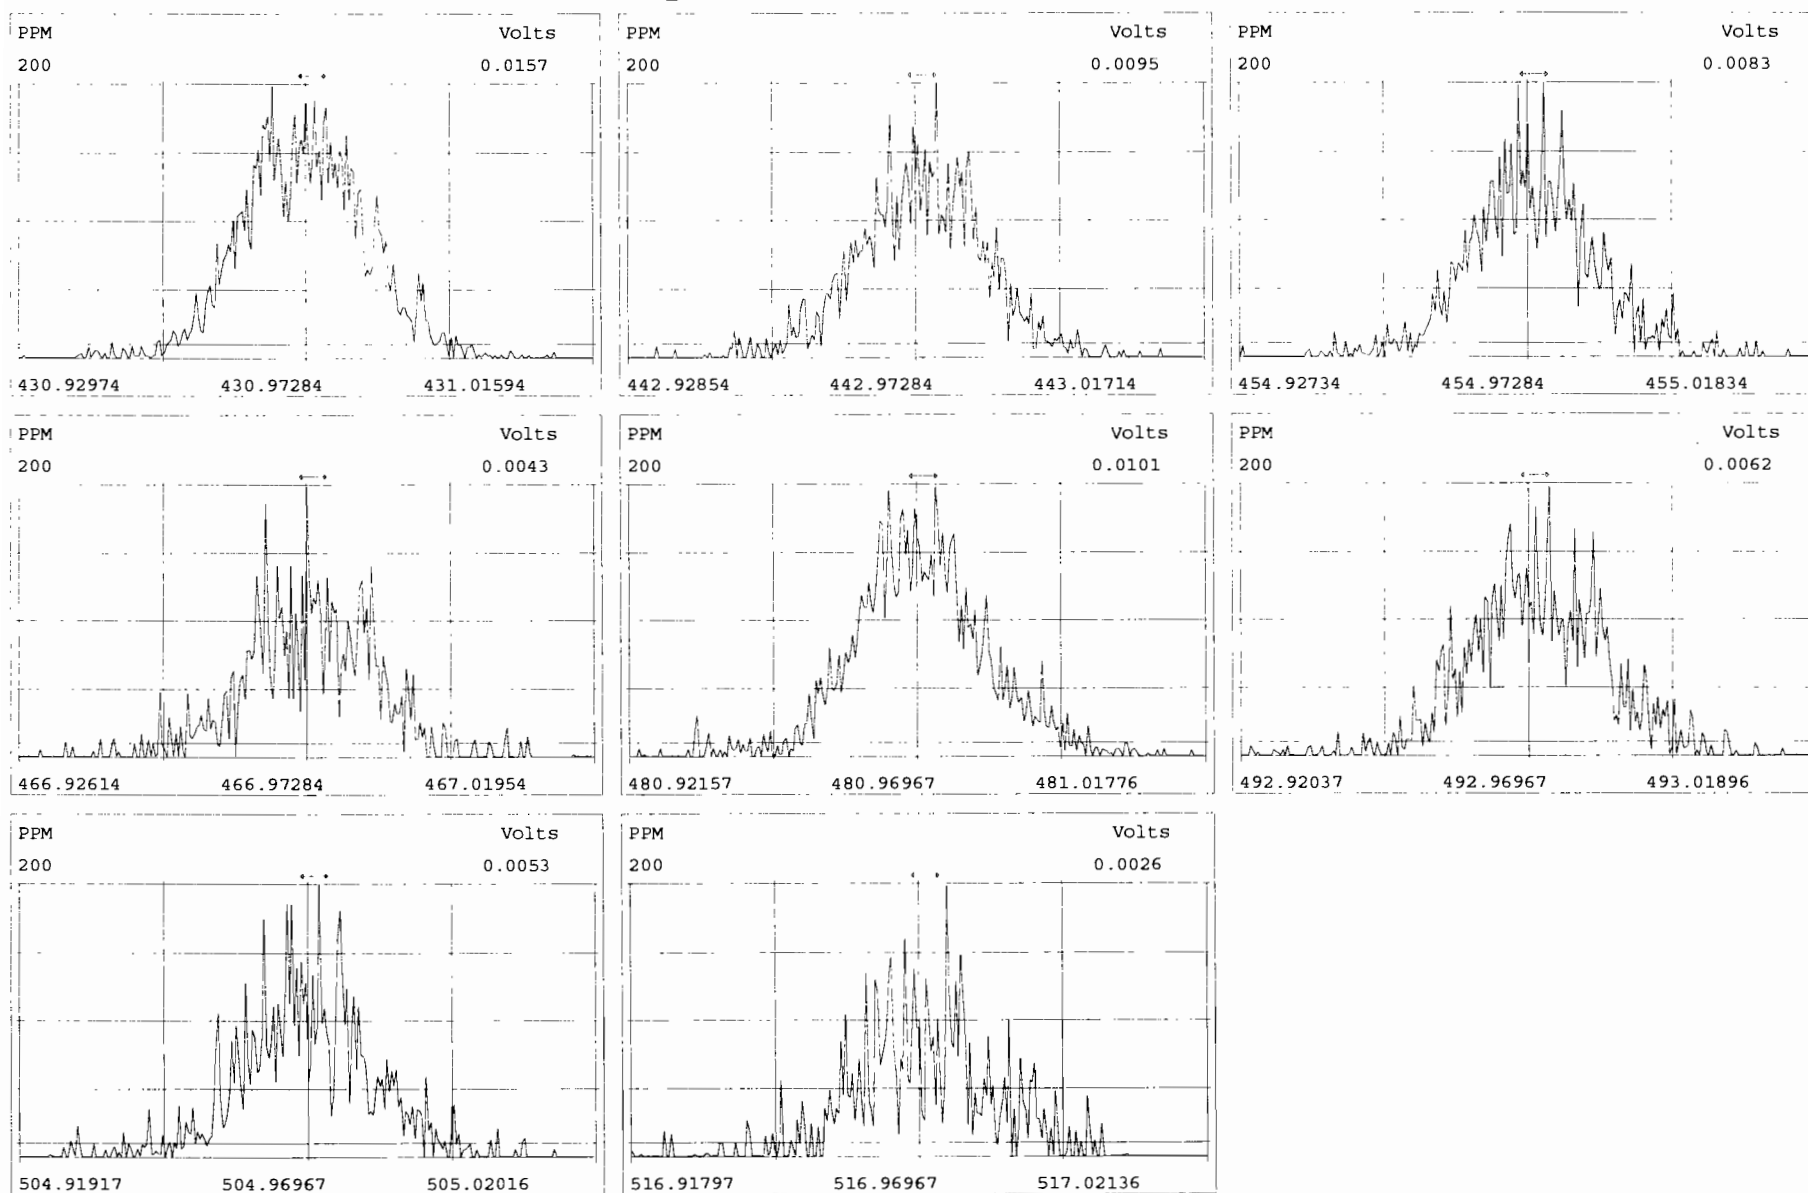 PPM Volts
200 0.0157
430.92974 430.97284 431.01594
PPM Volts
200 0.0095
442.92854 442.97284 443.01714
PPM Volts
200 0.0083
454.92734 454.97284 455.01834
PPM Volts
200 0.0043
466.92614 466.97284 467.01954
PPM Volts
200 0.0101
480.92157 480.96967 481.01776
PPM Volts
200 0.0062
492.92037 492.96967 493.01896
PPM Volts
200 0.0053
504.91917 504.96967 505.02016
PPM Volts
200 0.0026
516.91797 516.96967 517.02136